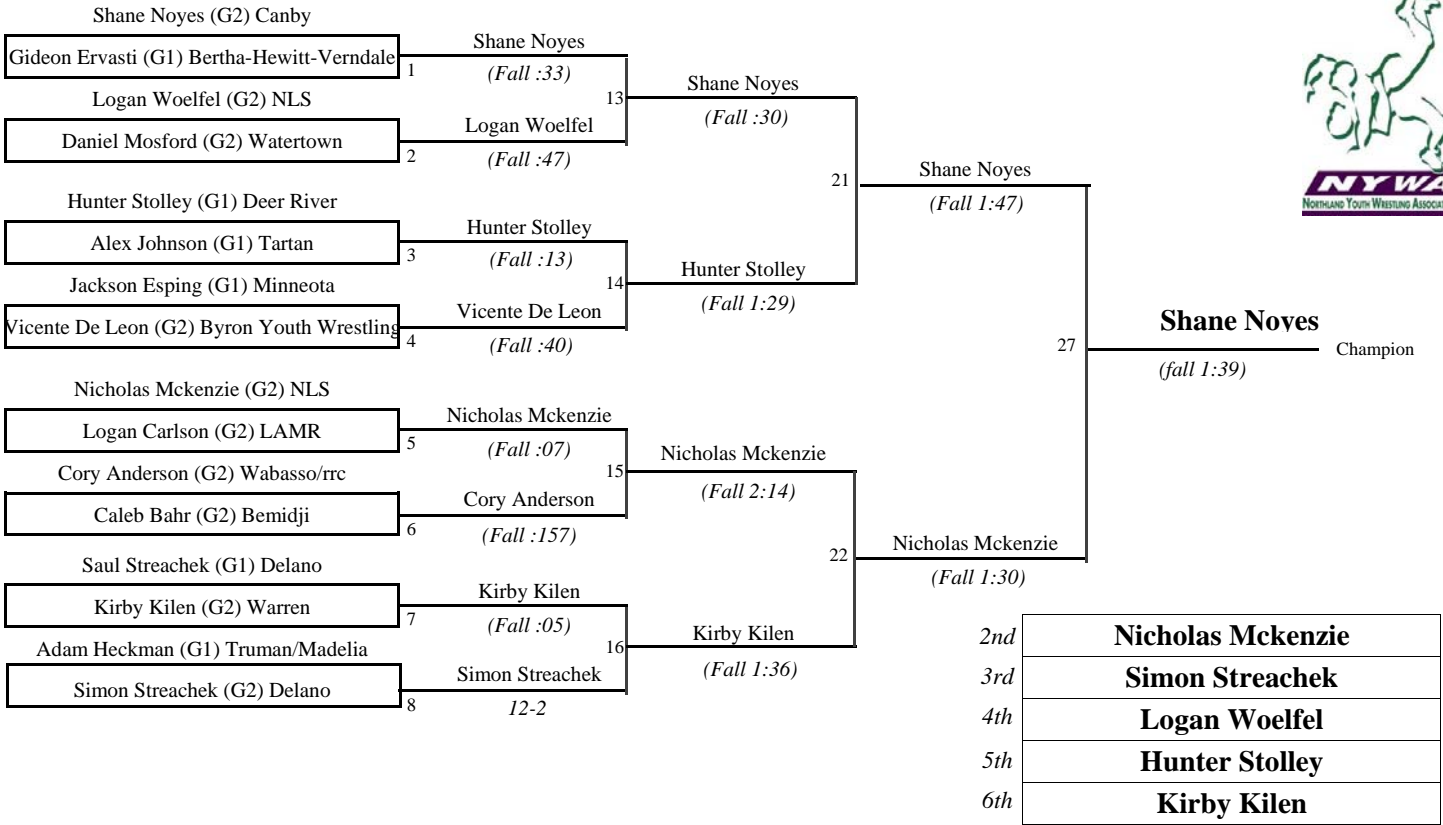 Shane Noyes (G2) Canby
Gideon Ervasti (G1) Bertha-Hewitt-Verndale
1
Logan Woelfel (G2) NLS
Daniel Mosford (G2) Watertown
2
Hunter Stolley (G1) Deer River
Alex Johnson (G1) Tartan
3
Jackson Esping (G1) Minneota
Vicente De Leon (G2) Byron Youth Wrestling
4
Nicholas Mckenzie (G2) NLS
Logan Carlson (G2) LAMR
5
Cory Anderson (G2) Wabasso/rrc
Caleb Bahr (G2) Bemidji
6
Saul Streachek (G1) Delano
Kirby Kilen (G2) Warren
7
Adam Heckman (G1) Truman/Madelia
Simon Streachek (G2) Delano
8
Shane Noyes
(Fall :33)
13
Logan Woelfel
(Fall :47)
Hunter Stolley
(Fall :13)
14
Vicente De Leon
(Fall :40)
Nicholas Mckenzie
(Fall :07)
15
Cory Anderson
(Fall :157)
Kirby Kilen
(Fall :05)
16
Simon Streachek
12-2
Shane Noyes
(Fall :30)
21
Hunter Stolley
(Fall 1:29)
Nicholas Mckenzie
(Fall 2:14)
22
Kirby Kilen
(Fall 1:36)
Shane Noyes
(Fall 1:47)
27
Nicholas Mckenzie
(Fall 1:30)
Shane Noyes
Champion
(fall 1:39)
NYWA
NORTHLAND YOUTH WRESTLING
2nd Nicholas Mckenzie
3rd Simon Streachek
4th Logan Woelfel
5th Hunter Stolley
6th Kirby Kilen